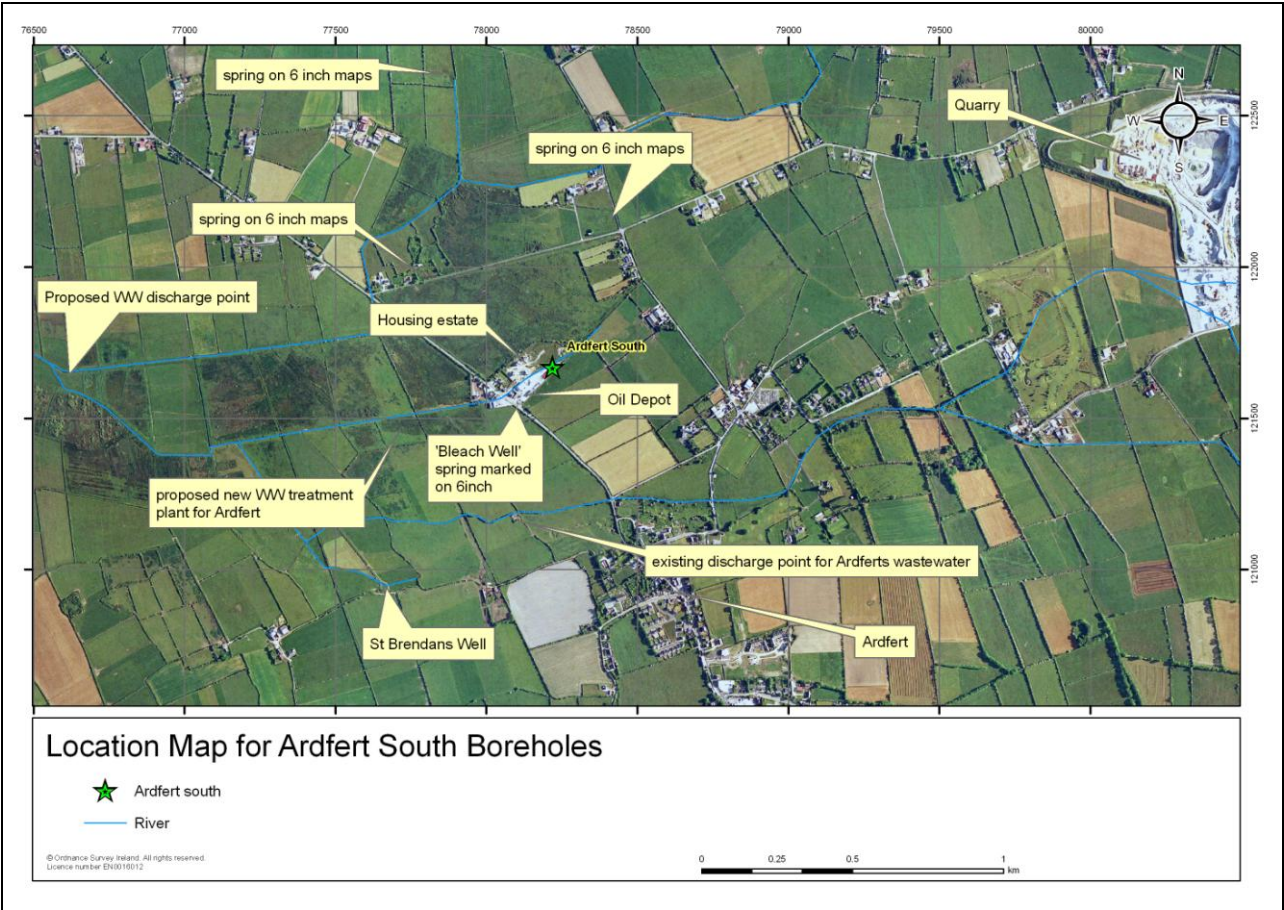 76500 77000 77500 78000 78500 79000 79500 80000
spring on 6 inch maps
Quarry
N
W E
S
122500
spring on 6 inch maps
spring on 6 inch maps
122000
Proposed WW discharge point
Housing estate
Ardfert South
Oil Depot
121500
'Bleach Well'
spring marked
on 6inch
proposed new WW treatment
plant for Ardfert
existing discharge point for Ardferts wastewater
121000
St Brendans Well
Ardfert
Location Map for Ardfert South Boreholes
Ardfert south
River
© Ordnance Survey Ireland. All rights reserved.
Licence number EN0016012
0 0.25 0.5 1
km